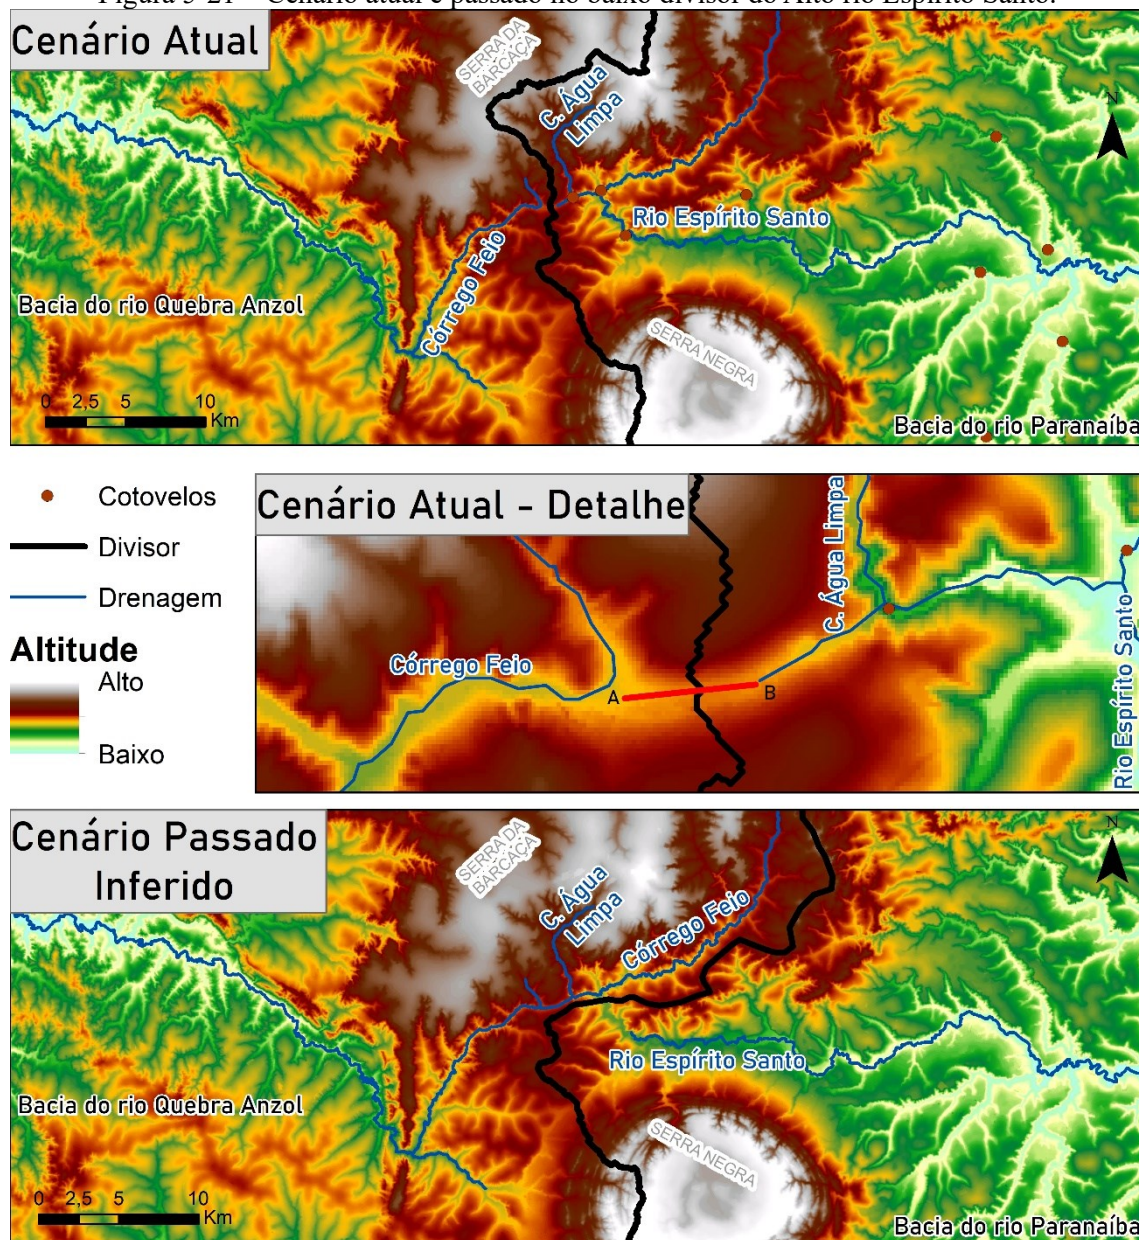 Figura 5-21 – Cenário atual e passado no baixo divisor do Alto rio Espírito Santo.
Cenário Atual
SERRA DA
BARCAÇA
C. Água
Limpa
N
Rio Espírito Santo
Córrego Feio
Bacia do rio Quebra Anzol
SERRA NEGRA
0 2,5 5 10
Km
Bacia do rio Paranaíba
Cotovelos
Divisor
Drenagem
Altitude
Alto
Baixo
Cenário Atual - Detalhe
C. Água Limpa
Córrego Feio
A
B
Rio Espírito Santo
Cenário Passado
Inferido
SERRA DA
BARCAÇA
C. Água
Limpa
Córrego Feio
N
Rio Espírito Santo
Bacia do rio Quebra Anzol
SERRA NEGRA
0 2,5 5 10
Km
Bacia do rio Paranaíba